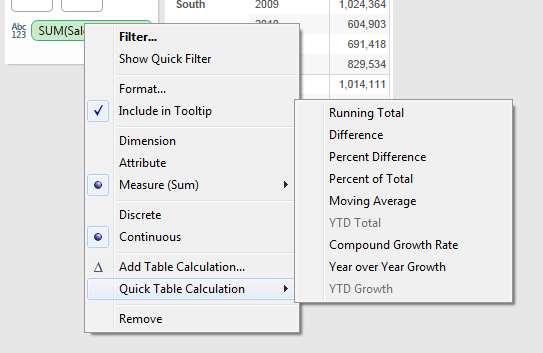 South 2009 1,024,364
604,903
691,418
829,534
1,014,111
Abc
123
SUM(Sal
Filter...
Show Quick Filter
Format...
Include in Tooltip
Dimension
Attribute
Measure (Sum)
Discrete
Continuous
Add Table Calculation...
Quick Table Calculation
Remove
Running Total
Difference
Percent Difference
Percent of Total
Moving Average
YTD Total
Compound Growth Rate
Year over Year Growth
YTD Growth